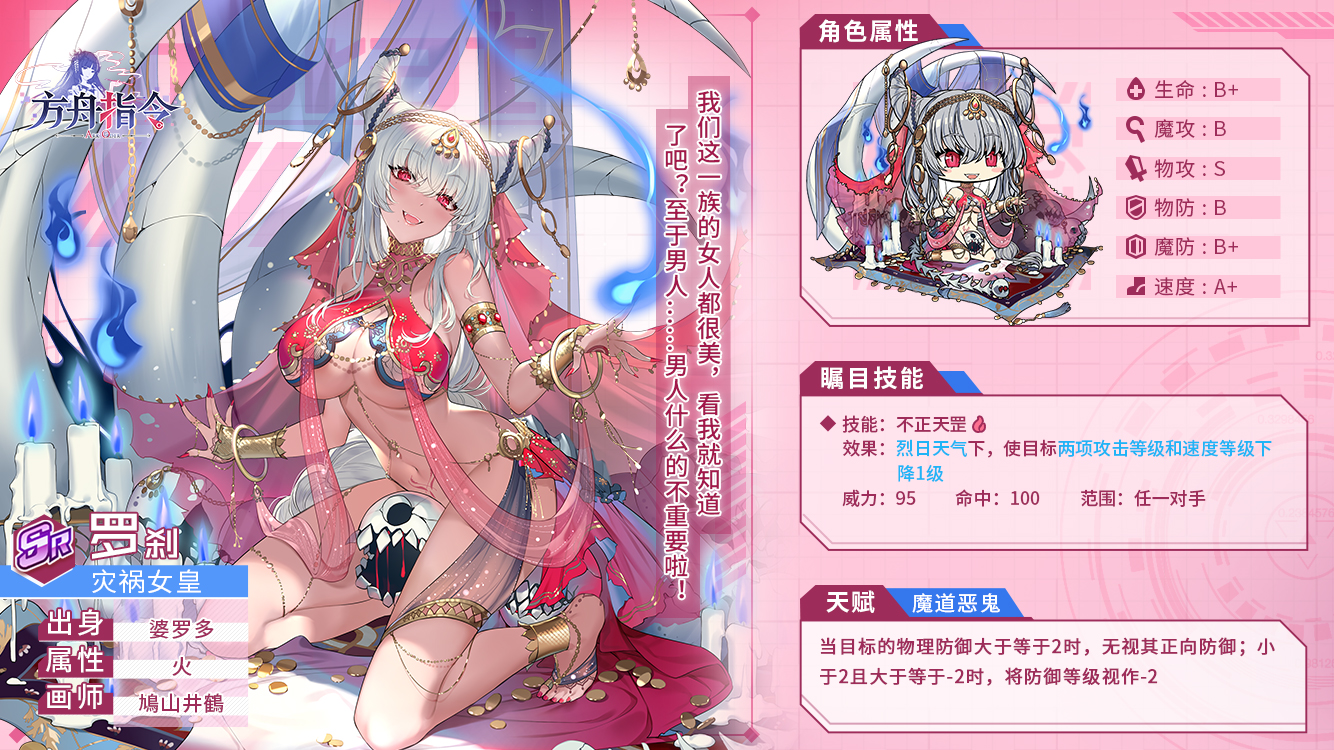 方舟指令
ArkOrder
我们这一族的女人都很美，看我就知道
了吧？至于男人……男人什么的不重要啦！
SR 罗刹
灾祸女皇
出身 婆罗多
属性 火
画师 鳩山井鶴
角色属性
生命：B+
魔攻：B
物攻：S
物防：B
魔防：B+
速度：A+
瞩目技能
◆ 技能：不正天罡
效果：烈日天气下，使目标两项攻击等级和速度等级下
降1级
威力：95 命中：100 范围：任一对手
天赋 魔道恶鬼
当目标的物理防御大于等于2时，无视其正向防御；小
于2且大于等于-2时，将防御等级视作-2